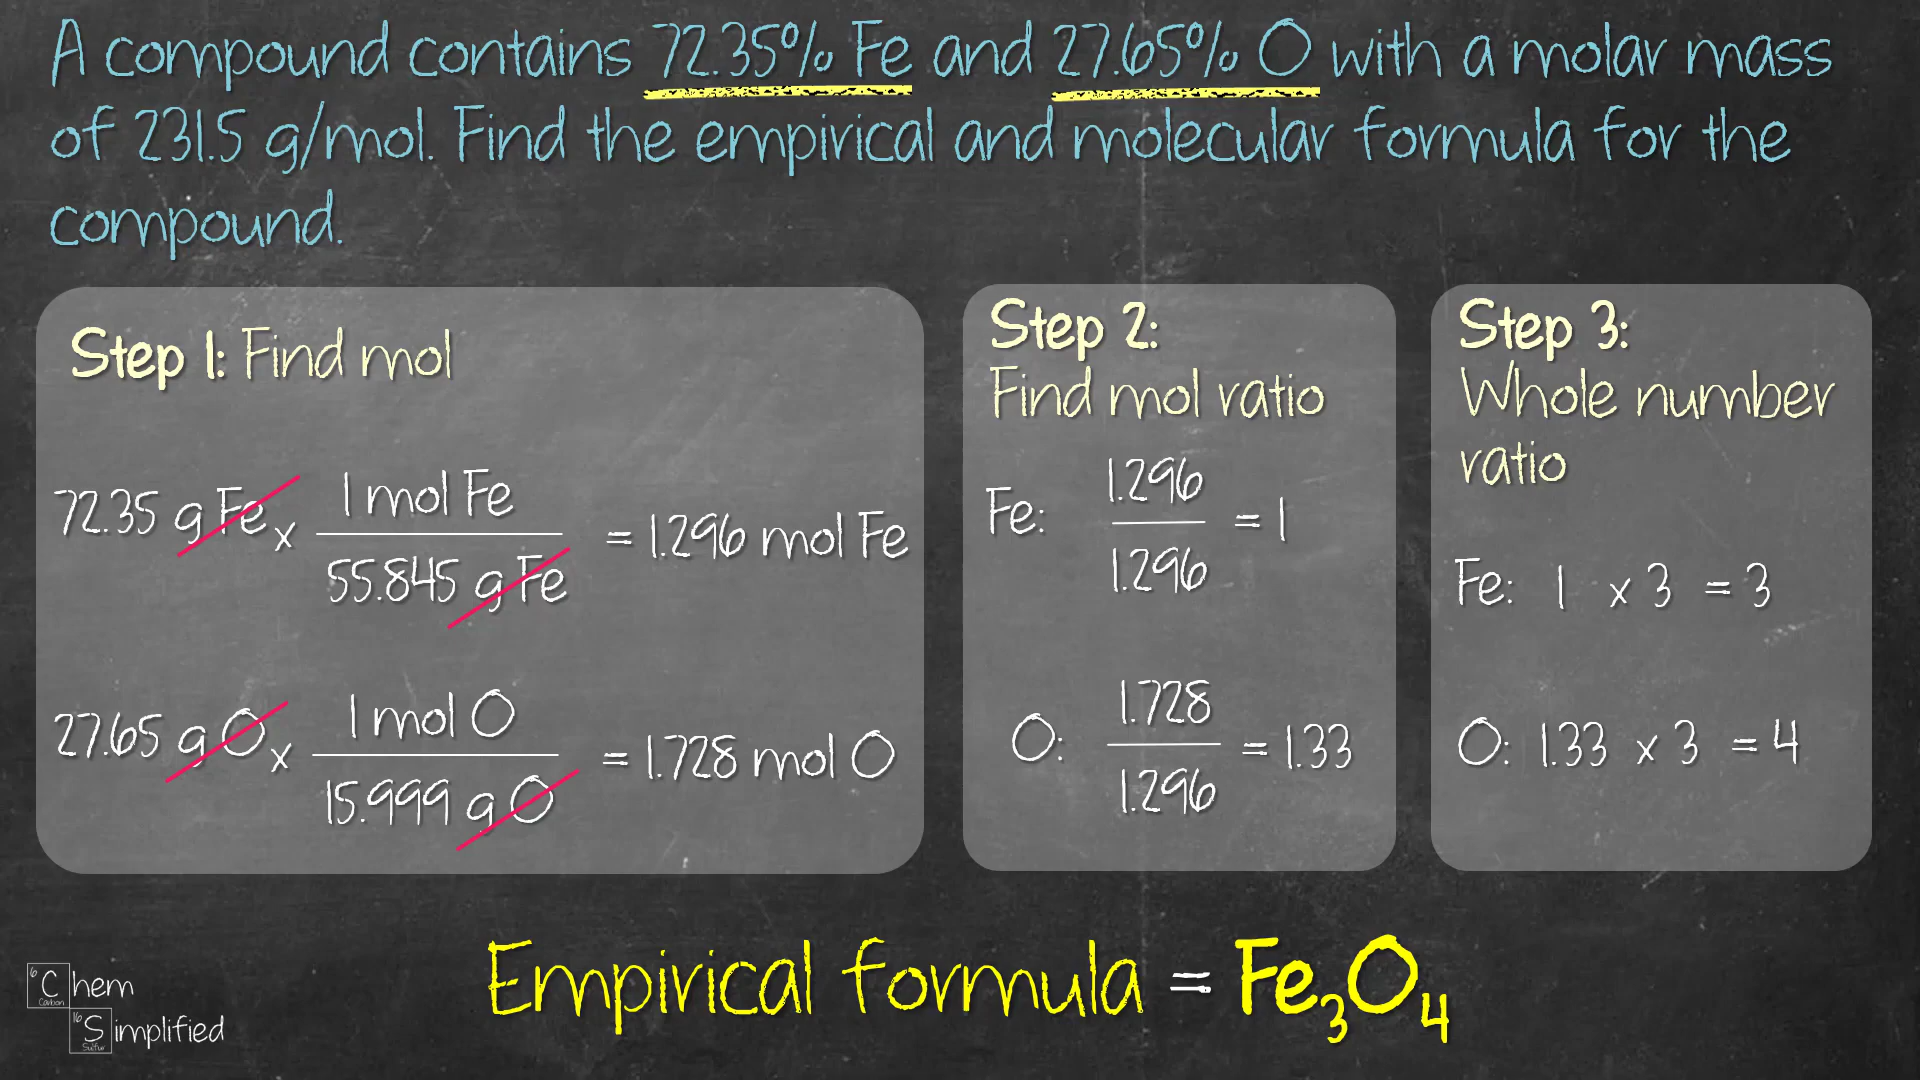 A compound contains 72.35% Fe and 27.65% O with a molar mass
of 231.5 g/mol. Find the empirical and molecular formula for the
compound.
Step 1: Find mol
72.35 g Fe x 1 mol Fe / 55.845 g Fe = 1.296 mol Fe
27.65 g O x 1 mol O / 15.999 g O = 1.728 mol O
Step 2:
Find mol ratio
Fe: 1.296 / 1.296 = 1
O: 1.728 / 1.296 = 1.33
Step 3:
Whole number
ratio
Fe: 1 x 3 = 3
O: 1.33 x 3 = 4
Empirical formula = Fe₃O₄
6 Chem
Carbon
16 Simplified
Sulfur